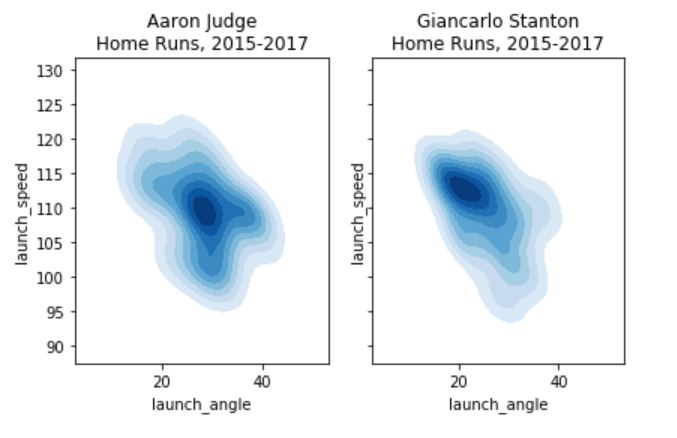 Aaron Judge
Home Runs, 2015-2017
Giancarlo Stanton
Home Runs, 2015-2017
launch_speed
130
125
120
115
110
105
100
95
90
20
40
launch_angle
launch_speed
20
40
launch_angle